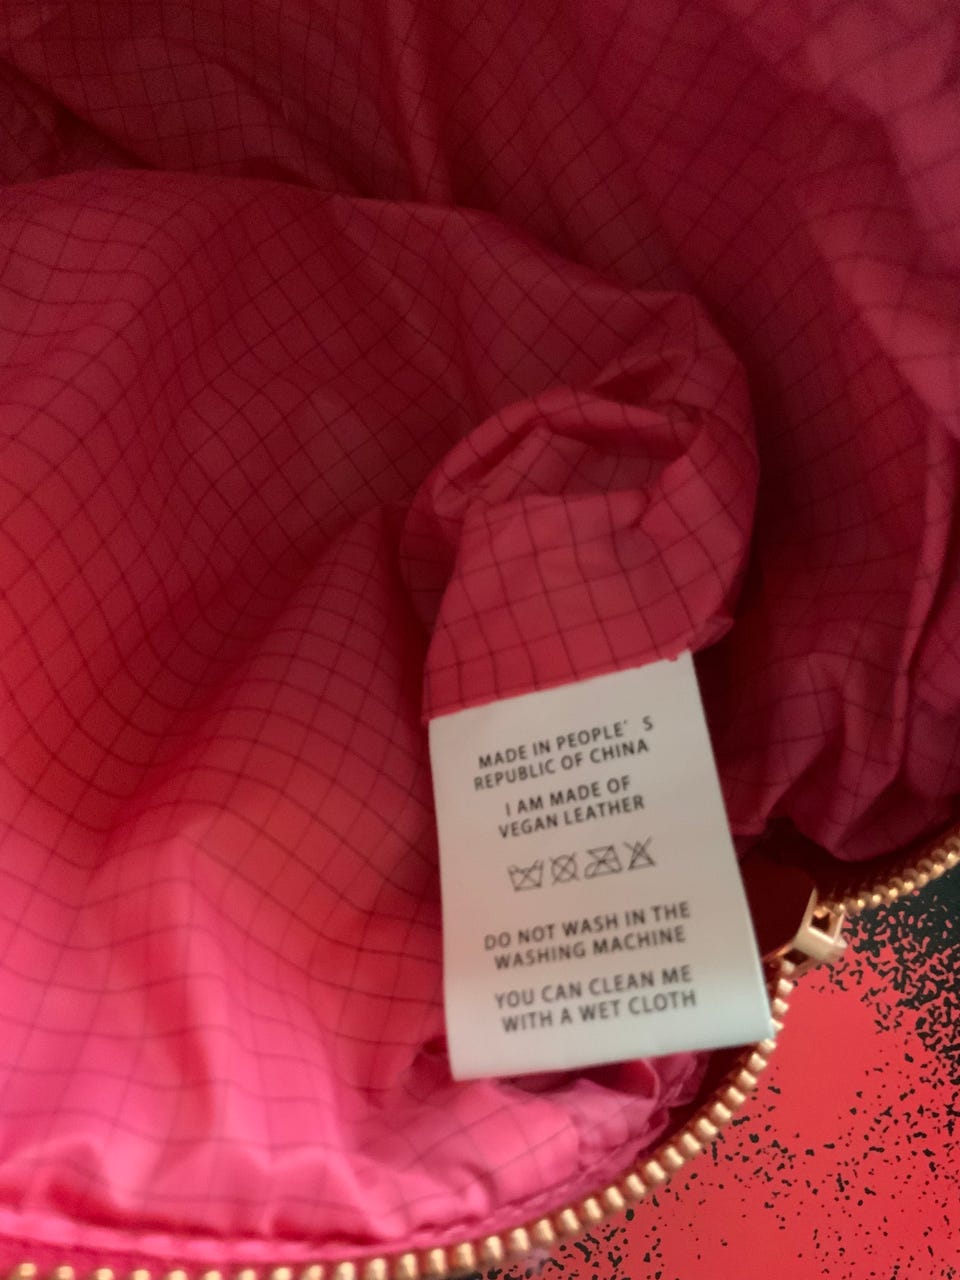 MADE IN PEOPLE' S
REPUBLIC OF CHINA
I AM MADE OF
VEGAN LEATHER
DO NOT WASH IN THE
WASHING MACHINE
YOU CAN CLEAN ME
WITH A WET CLOTH